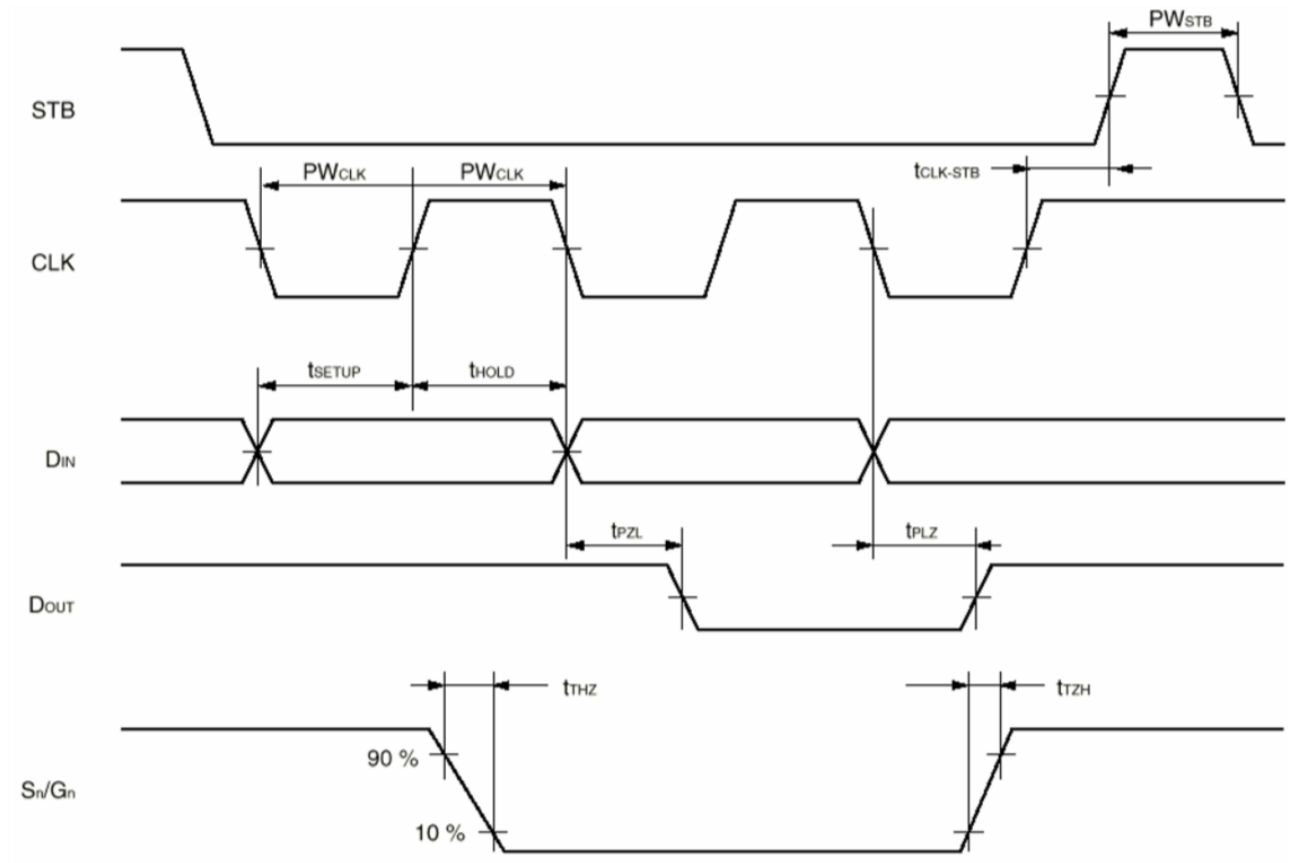 PWSTB
STB
PWCLK PWCLK
tCLK-STB
CLK
tSETUP tHOLD
DIN
tPZL tPLZ
DOUT
tTHZ tTZH
90 %
Sn/Gn
10 %